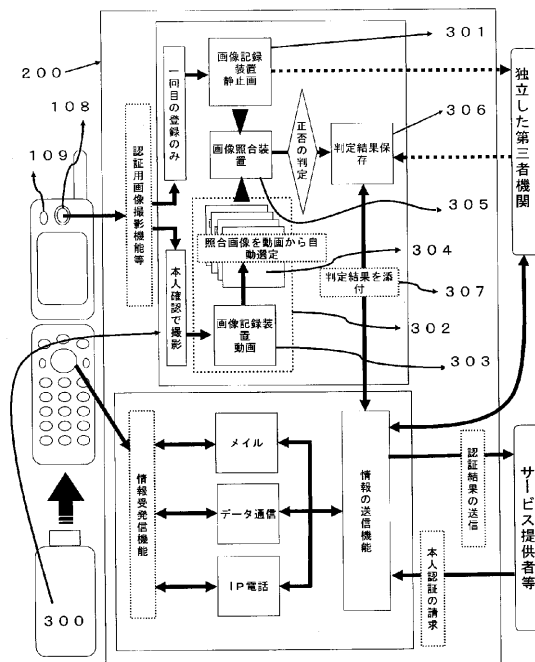 200
108
109
300
認証用画像撮影機能等
一回目の登録のみ
本人確認で撮影
画像記録
装置
静止画
画像照合装
置
正否の判定
判定結果保
存
照合画像を動画から自
動選定
画像記録装
置
動画
判定結果を添
付
301
306
305
304
307
302
303
独立した第三者機関
情報受発信機能
メイル
データ通信
IP電話
情報の送信機能
認証結果の送信
本人認証の請求
サービス提供者等